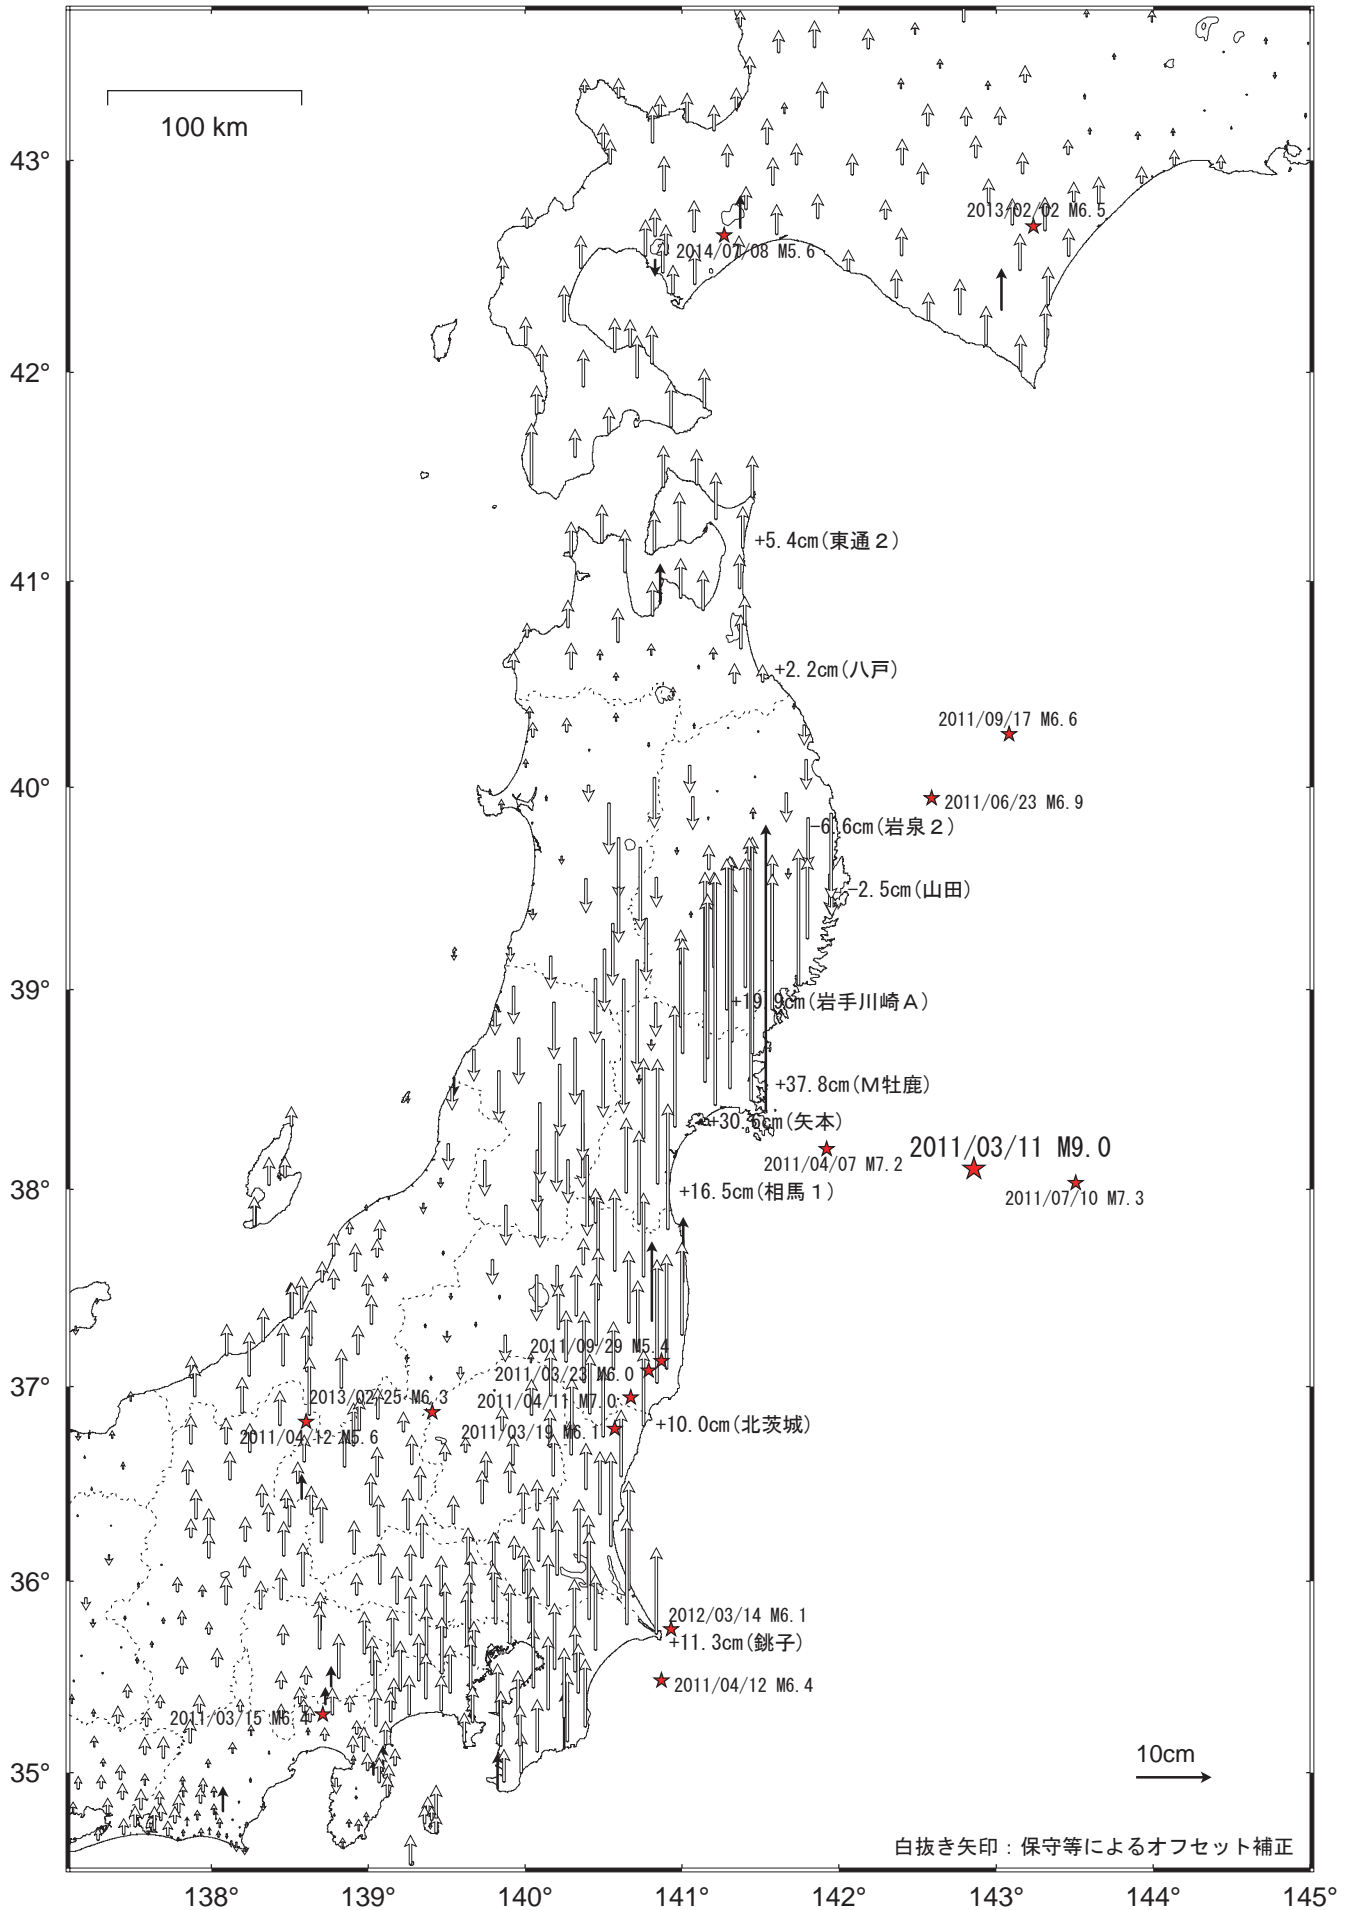 100 km
43°
2013/02/02 M6.5
2014/07/08 M5.6
42°
+5.4cm(東通２)
41°
+2.2cm(八戸)
2011/09/17 M6.6
40°
2011/06/23 M6.9
-6.6cm(岩泉２)
-2.5cm(山田)
39°
+19.9cm(岩手川崎Ａ)
+37.8cm(Ｍ牡鹿)
+30.5cm(矢本)
2011/03/11 M9.0
2011/04/07 M7.2
38°
+16.5cm(相馬１)
2011/07/10 M7.3
2011/09/29 M5.4
2011/03/23 M6.0
37°
2013/02/25 M6.3
2011/04/11 M7.0
+10.0cm(北茨城)
2011/04/12 M5.6
2011/03/19 M6.1
36°
2012/03/14 M6.1
+11.3cm(銚子)
2011/04/12 M6.4
2011/03/15 M6.4
35°
10cm
白抜き矢印：保守等によるオフセット補正
138° 139° 140° 141° 142° 143° 144° 145°